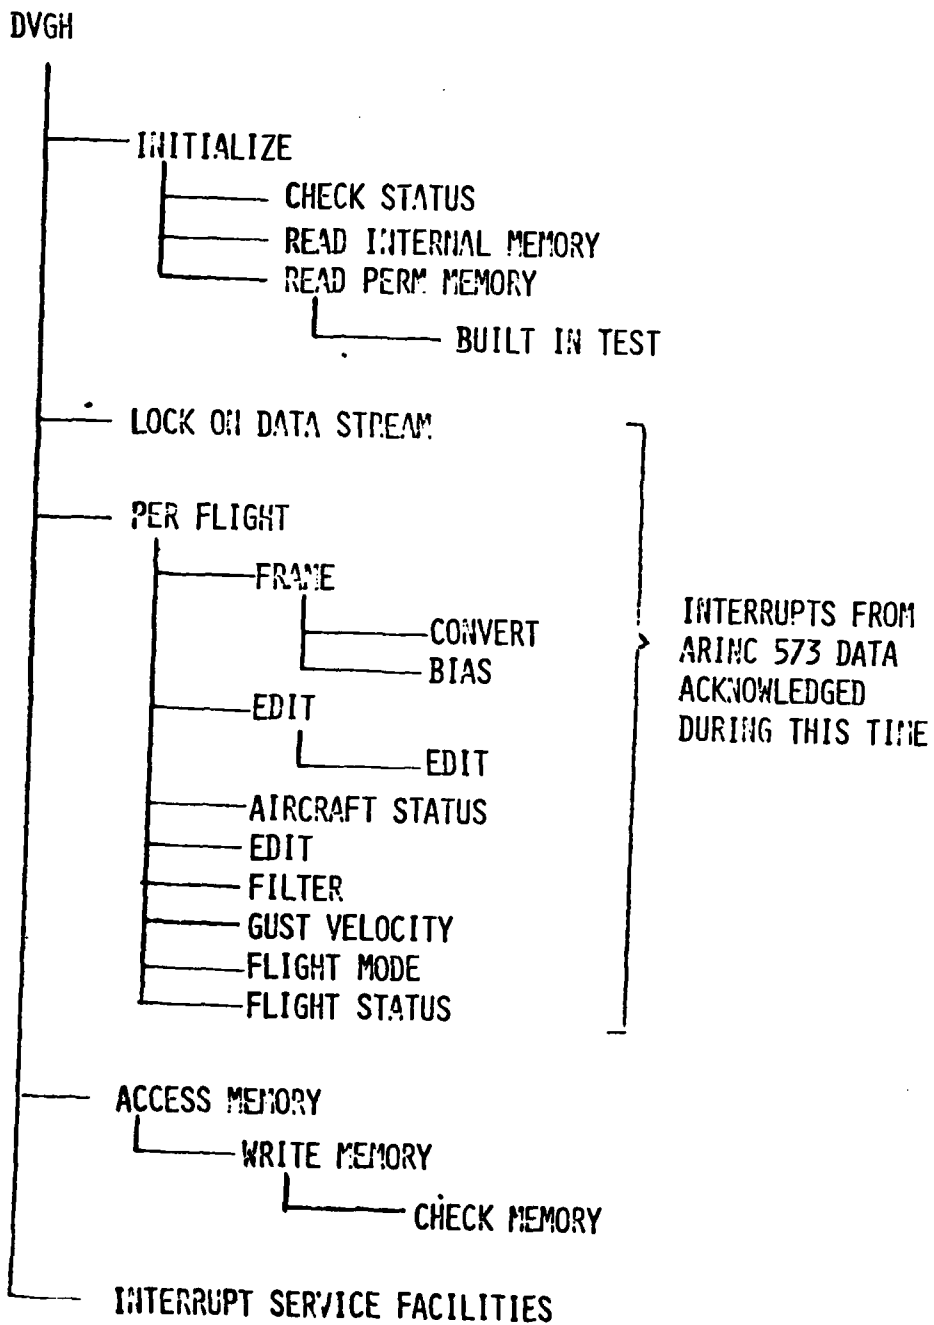 DVGH
INITIALIZE
CHECK STATUS
READ INTERNAL MEMORY
READ PERM MEMORY
BUILT IN TEST
LOCK ON DATA STREAM
PER FLIGHT
FRAME
CONVERT
BIAS
EDIT
EDIT
AIRCRAFT STATUS
EDIT
FILTER
GUST VELOCITY
FLIGHT MODE
FLIGHT STATUS
INTERRUPTS FROM
ARINC 573 DATA
ACKNOWLEDGED
DURING THIS TIME
ACCESS MEMORY
WRITE MEMORY
CHECK MEMORY
INTERRUPT SERVICE FACILITIES